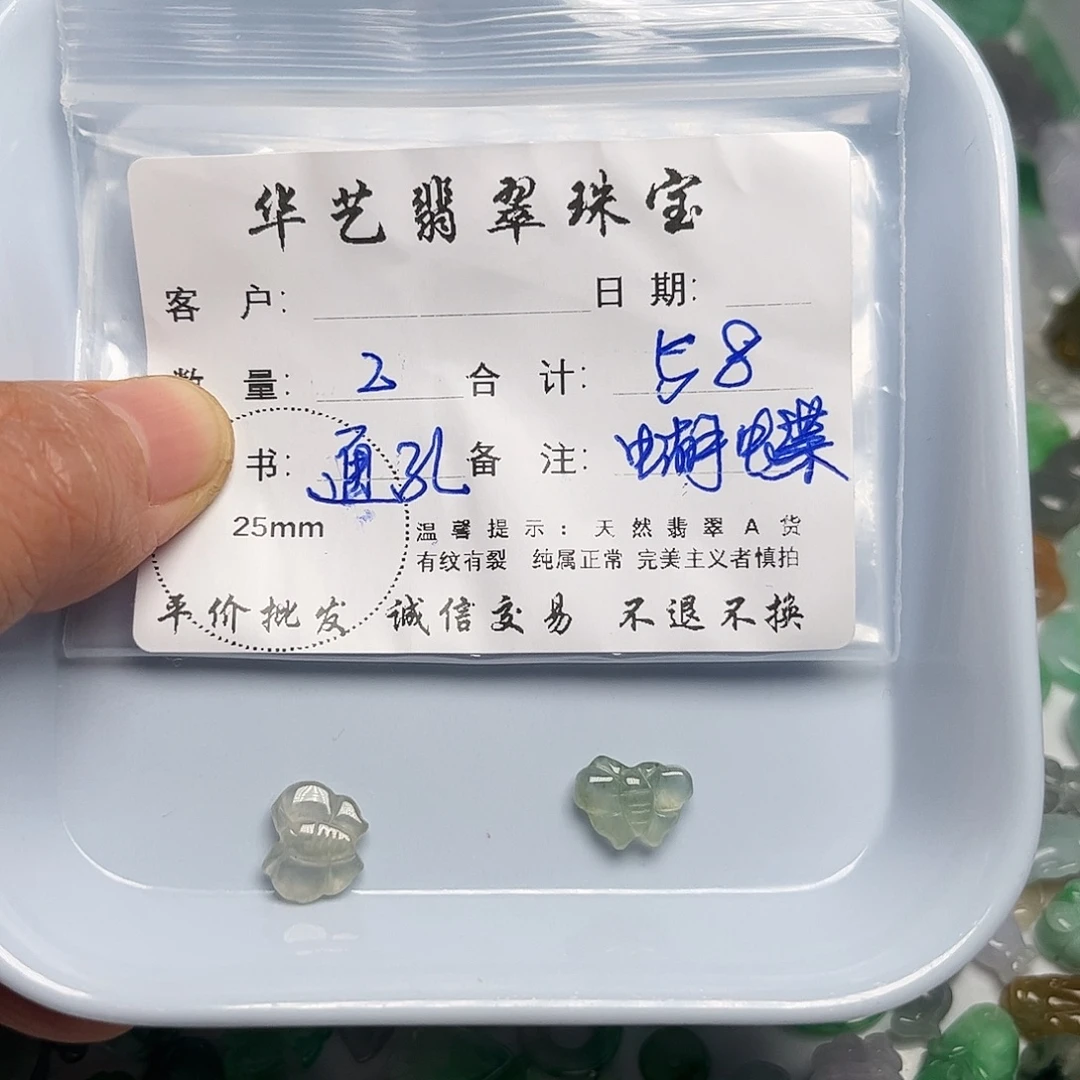 华艺翡翠珠宝
客 户: 日 期:
数 量: 2 合 计: 58
书: 通孔 备 注: 蝴蝶
25mm 温馨提示: 天然翡翠A货
有纹有裂 纯属正常 完美主义者慎拍
平价批发 诚信交易 不退不换